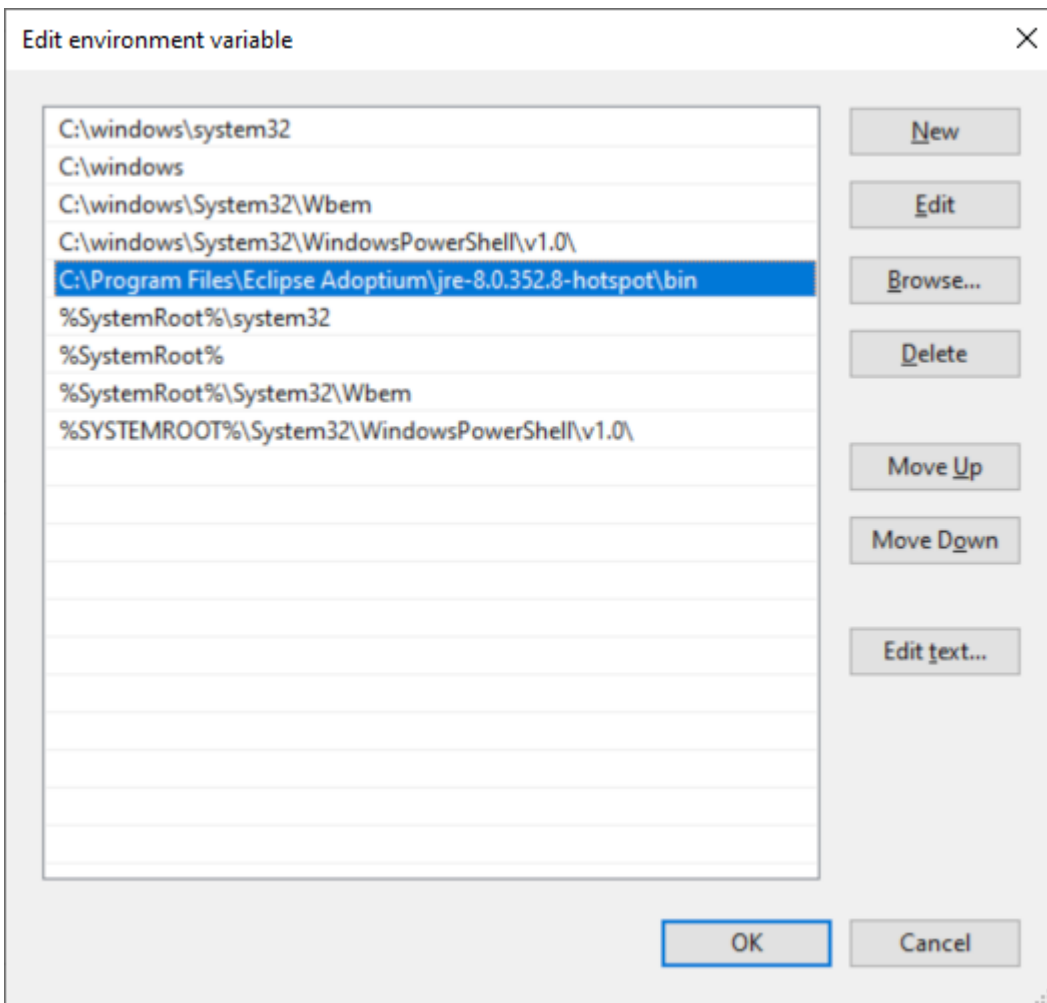 Edit environment variable
C:\windows\system32
C:\windows
C:\windows\System32\Wbem
C:\windows\System32\WindowsPowerShell\v1.0\
C:\Program Files\Eclipse Adoptium\jre-8.0.352.8-hotspot\bin
%SystemRoot%\system32
%SystemRoot%
%SystemRoot%\System32\Wbem
%SYSTEMROOT%\System32\WindowsPowerShell\v1.0\
New
Edit
Browse...
Delete
Move Up
Move Down
Edit text...
OK
Cancel